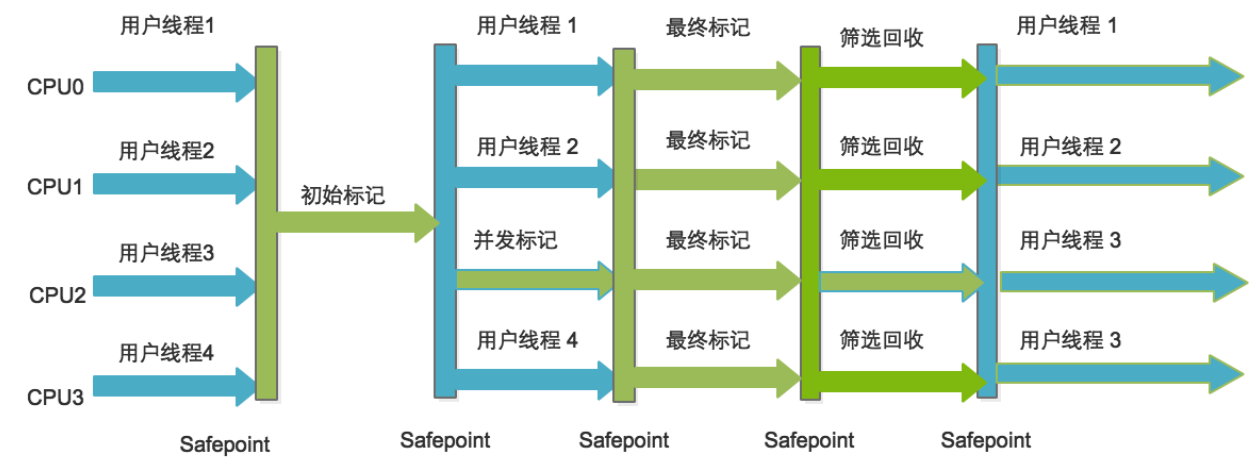 用户线程1
用户线程 1
最终标记
筛选回收
用户线程 1
CPU0
用户线程2
用户线程 2
最终标记
筛选回收
用户线程 2
CPU1
初始标记
用户线程3
并发标记
最终标记
筛选回收
用户线程 3
CPU2
用户线程4
用户线程 4
最终标记
筛选回收
用户线程 3
CPU3
Safepoint
Safepoint
Safepoint
Safepoint
Safepoint